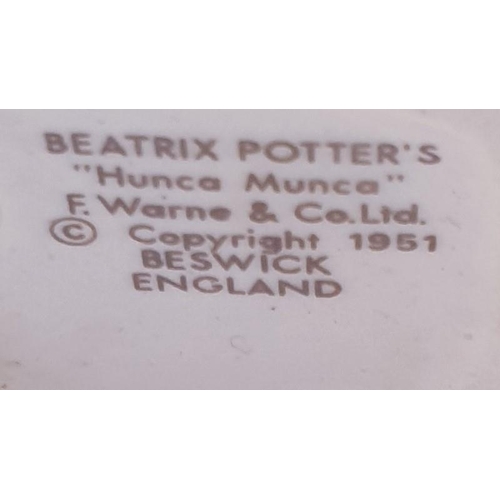 BEATRIX POTTER'S
"Hunca Munca"
F. Warne & Co.Ltd.
© Copyright 1951
BESWICK
ENGLAND